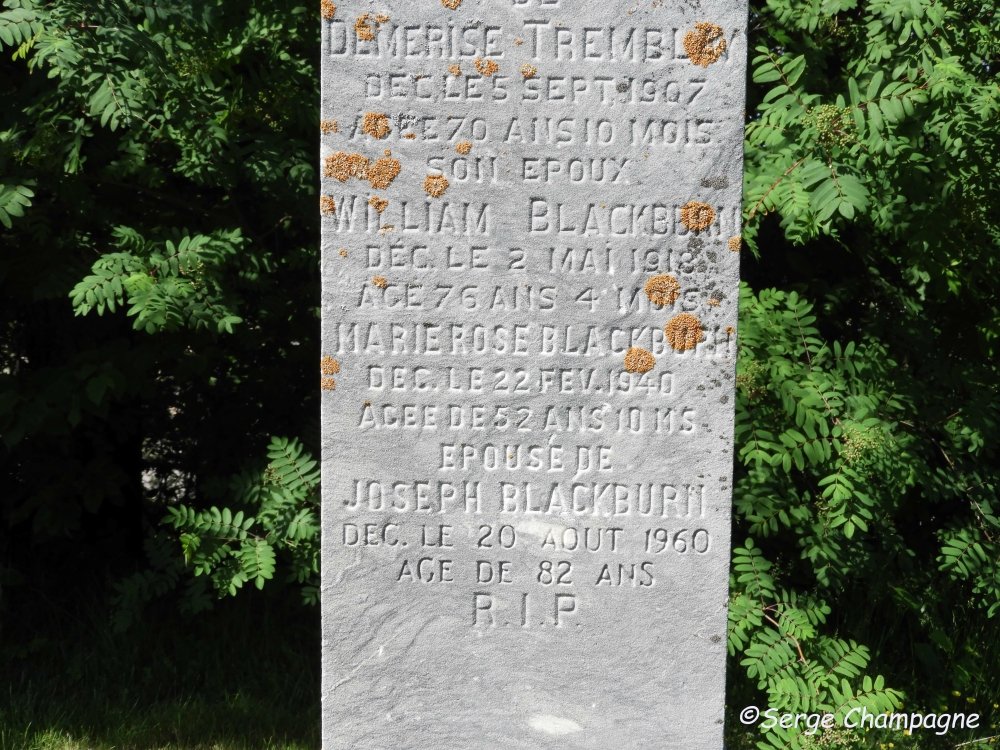 DE
DEMERISE TREMBLAY
DEC. LE 5 SEPT. 1907
AGEE 70 ANS 10 MOIS
SON EPOUX
WILLIAM BLACKBURN
DEC. LE 2 MAI 1918
AGE 76 ANS 4 MOIS
MARIE ROSE BLACKBURN
DEC. LE 22 FEV. 1940
AGEE DE 52 ANS 10 MS
EPOUSÉ DE
JOSEPH BLACKBURN
DEC. LE 20 AOUT 1960
AGE DE 82 ANS
R.I.P.
©Serge Champagne